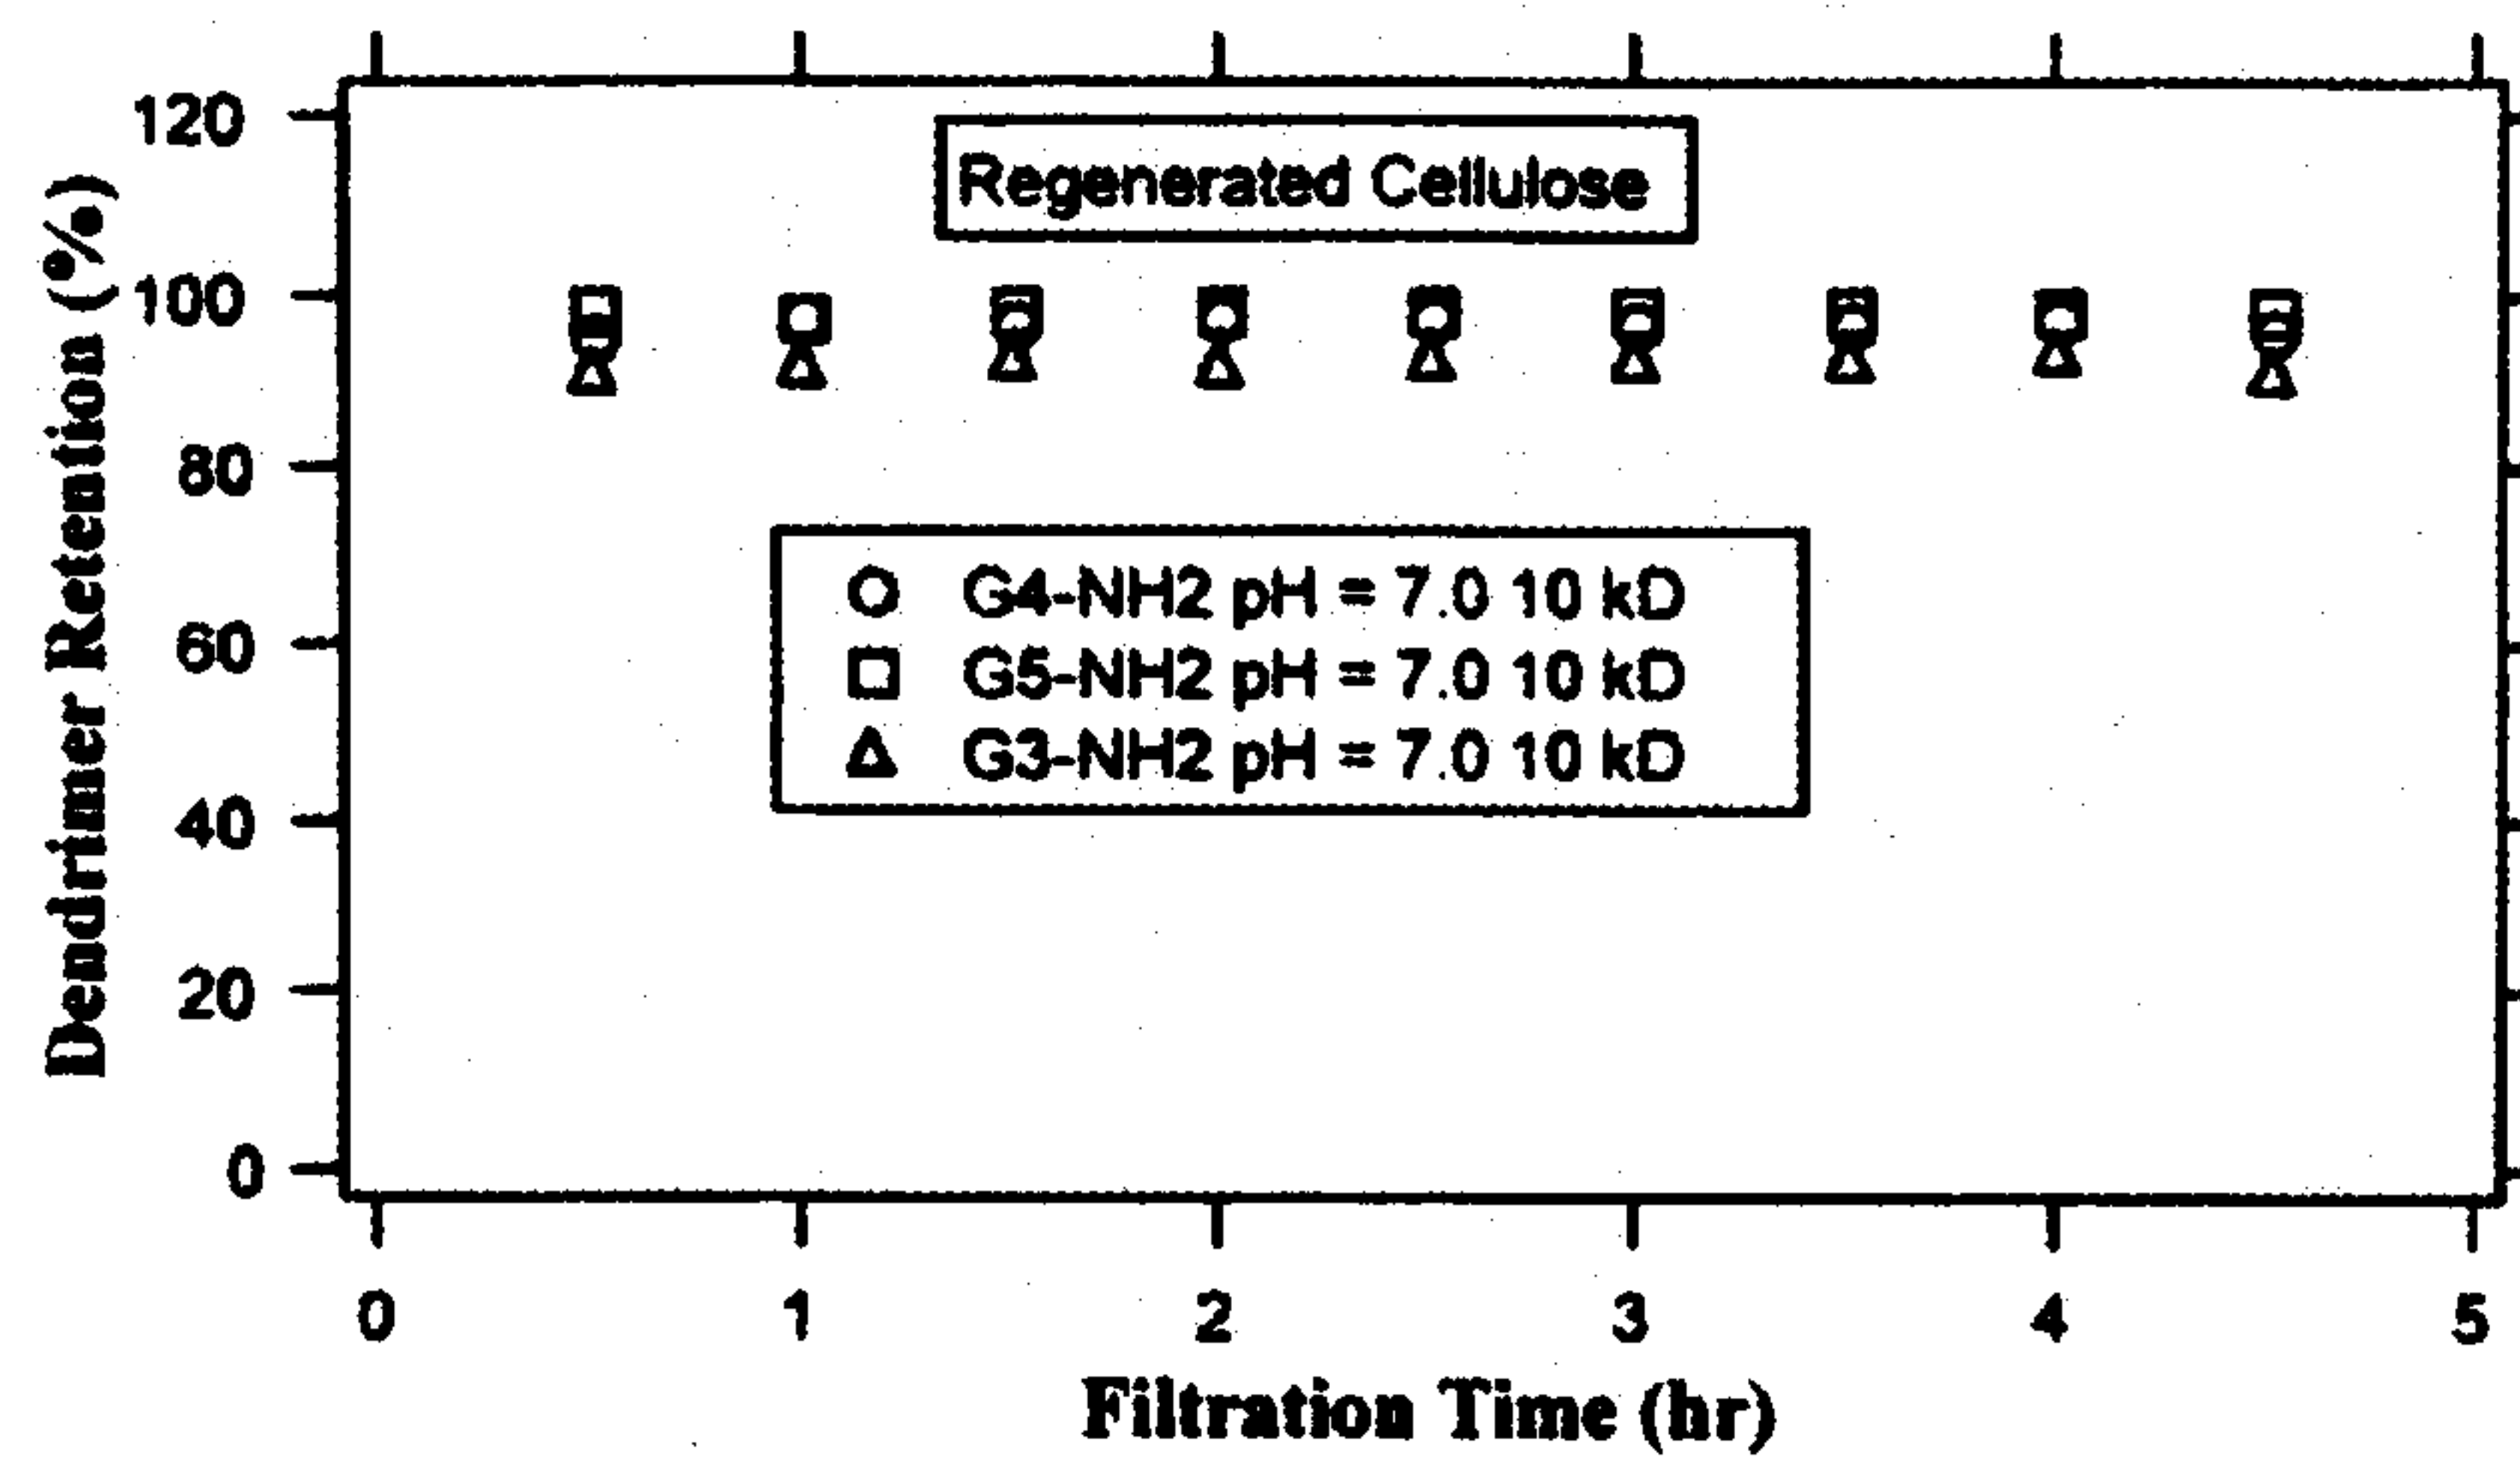 Regenerated Cellulose
G4-NH2 pH = 7.0 10 kD
G5-NH2 pH = 7.0 10 kD
G3-NH2 pH = 7.0 10 kD
Dendrimer Retention (%)
120
100
80
60
40
20
0
0 1 2 3 4 5
Filtration Time (hr)